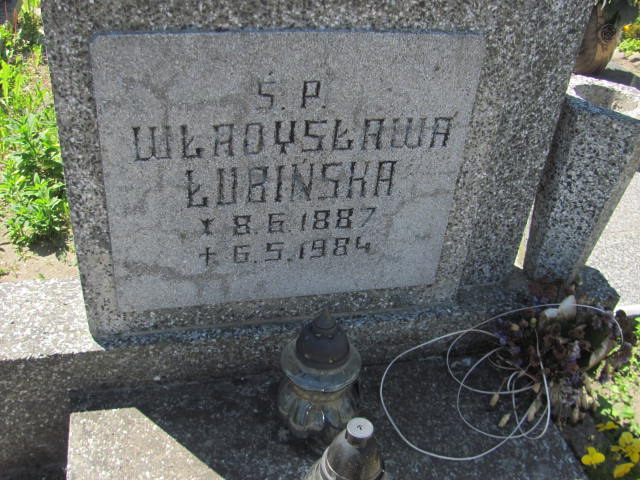 Ś. P.
WŁADYSŁAWA
ŁUBIŃSKA
* 8.6.1887
+ 6.5.1984